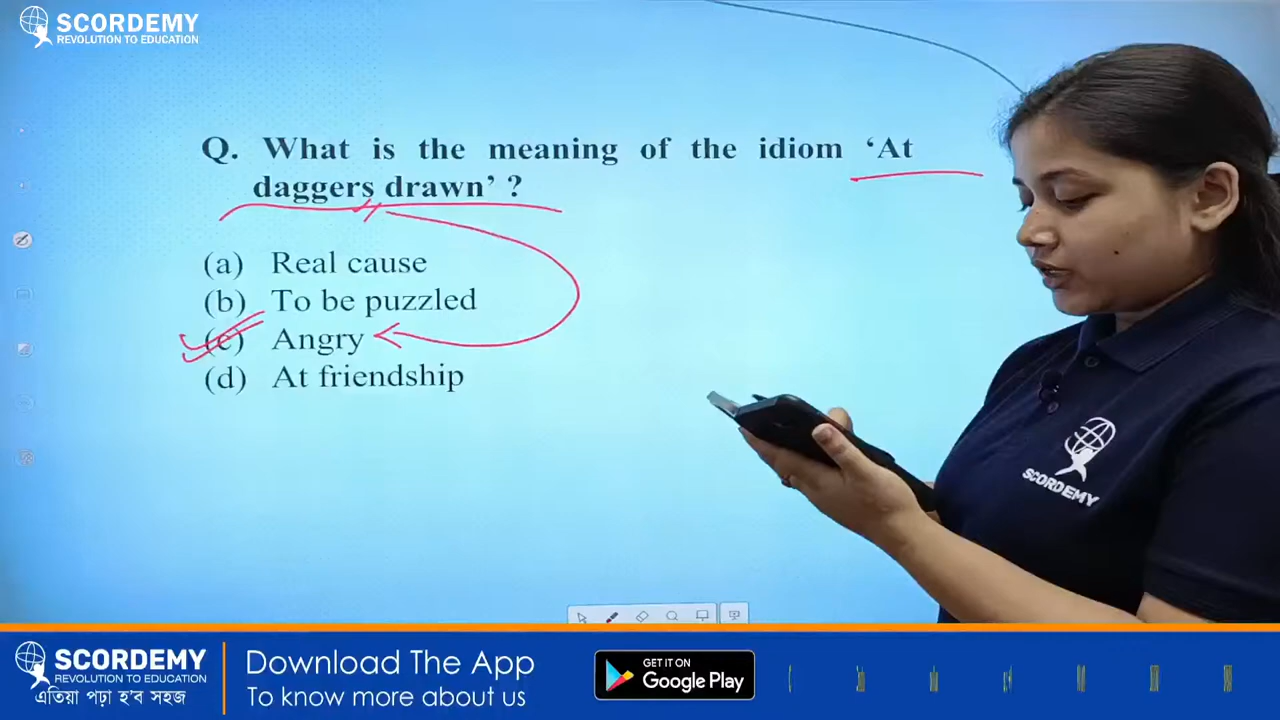 SCORDEMY
REVOLUTION TO EDUCATION
Q. What is the meaning of the idiom ‘At
daggers drawn’ ?
(a) Real cause
(b) To be puzzled
(c) Angry
(d) At friendship
SCORDEMY
SCORDEMY
REVOLUTION TO EDUCATION
এতিয়া পঢ়া হ'ব সহজ
Download The App
To know more about us
GET IT ON
Google Play